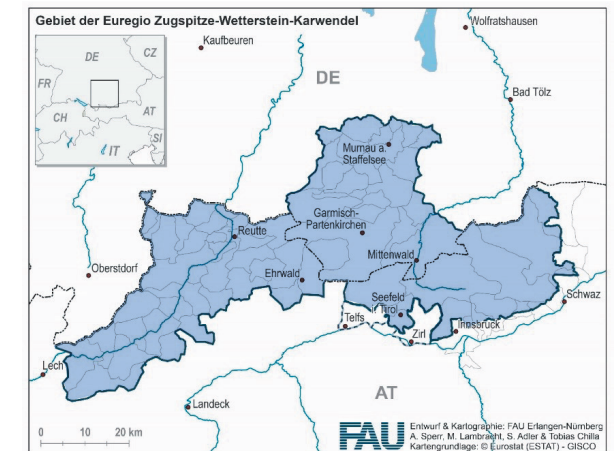 Gebiet der Euregio Zugspitze-Wetterstein-Karwendel
Wolfratshausen
Kaufbeuren
DE
CZ
FR
CH
AT
SI
IT
DE
Bad Tölz
Murnau a.
Staffelsee
Garmisch-
Partenkirchen
Reutte
Mittenwald
Oberstdorf
Ehrwald
Seefeld
i. Tirol
Schwaz
Telfs
Innsbruck
Zirl
Lech
AT
Landeck
0 10 20 km
FAU
Entwurf & Kartographie: FAU Erlangen-Nürnberg
A. Sperr, M. Lambracht, S. Adler & Tobias Chilla
Kartengrundlage: © Eurostat (ESTAT) - GISCO